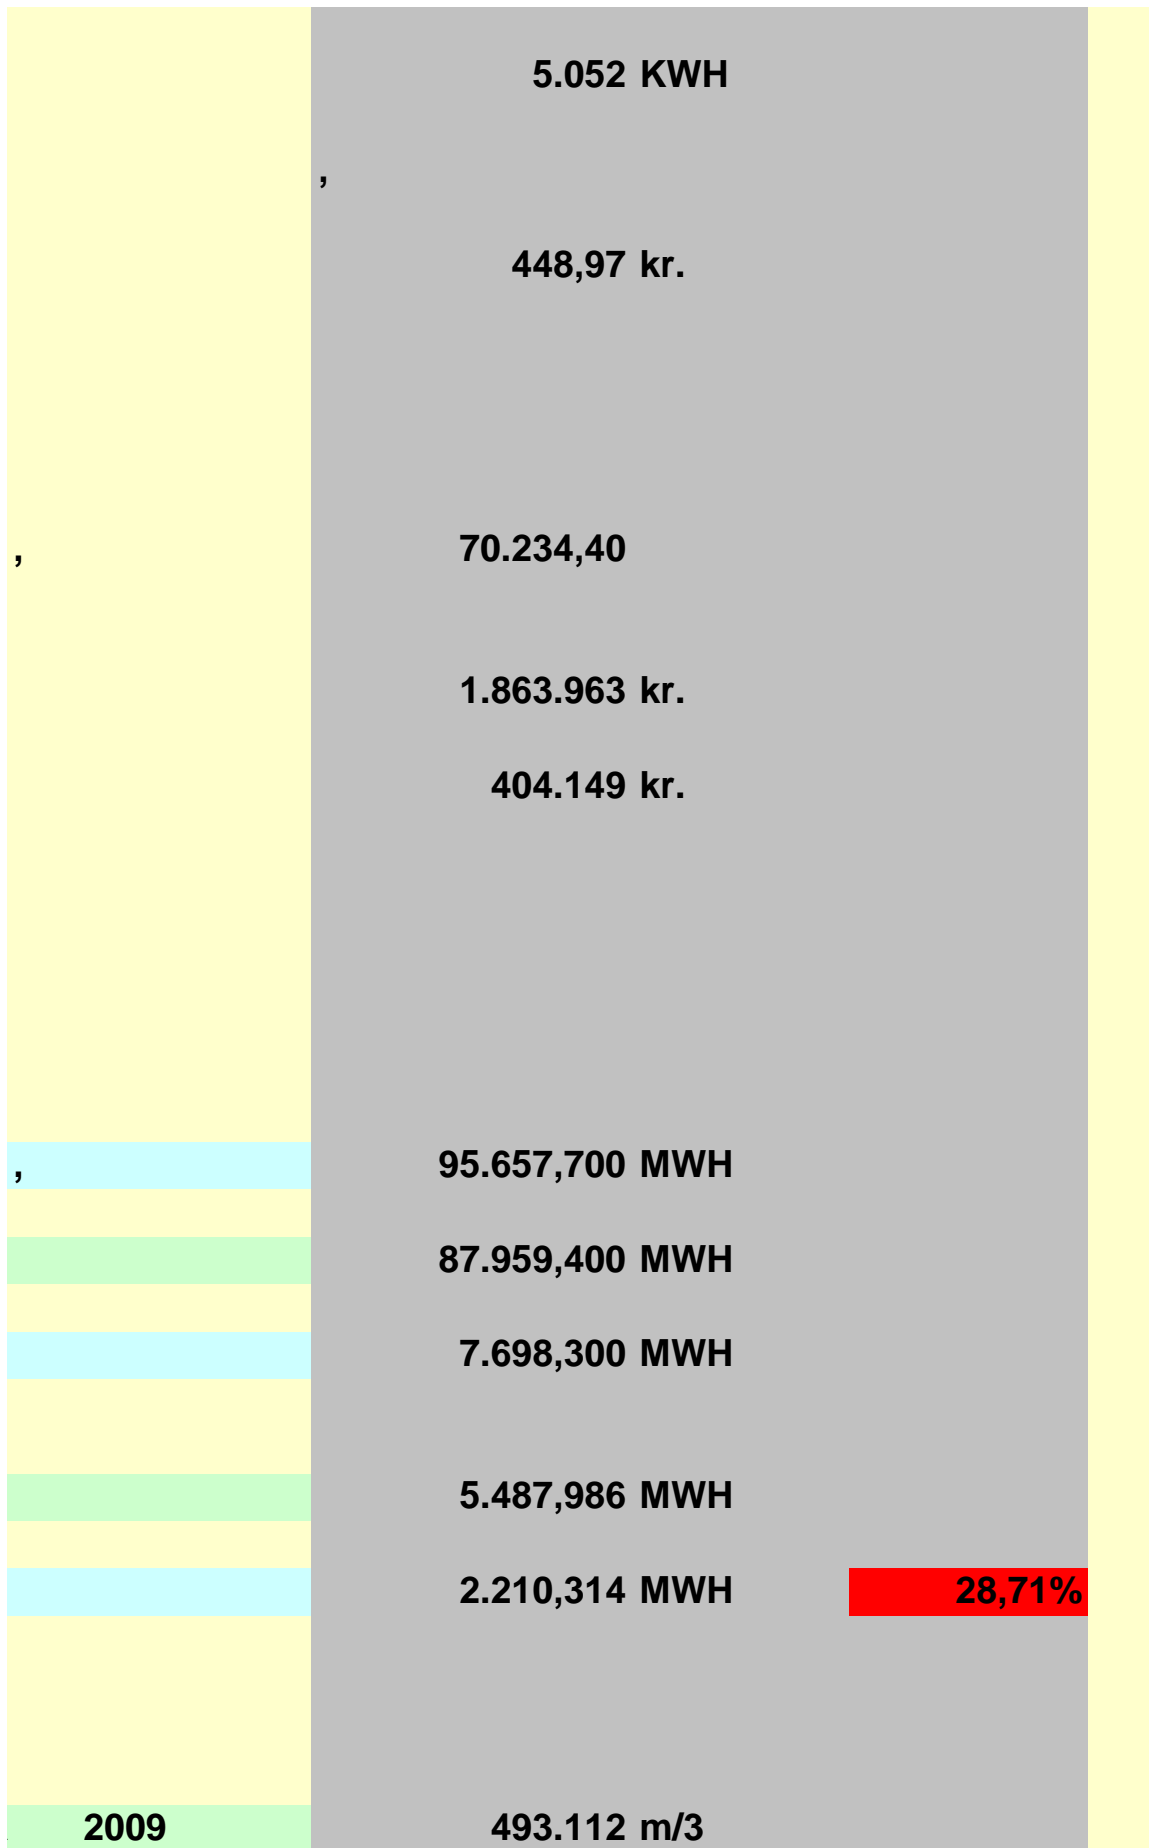 5.052 KWH
,
448,97 kr.
, 70.234,40
1.863.963 kr.
404.149 kr.
, 95.657,700 MWH
87.959,400 MWH
7.698,300 MWH
5.487,986 MWH
2.210,314 MWH 28,71%
2009 493.112 m/3